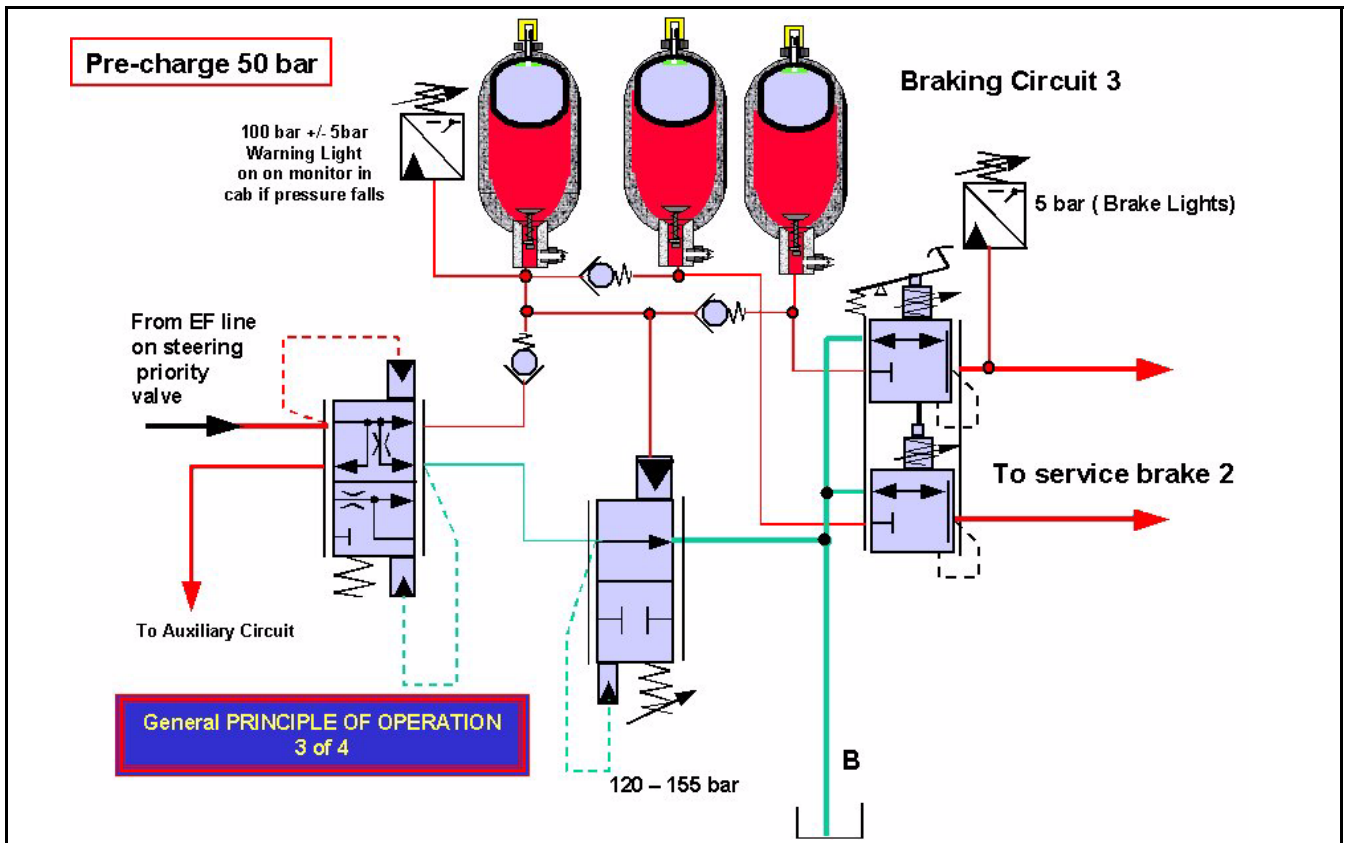 Pre-charge 50 bar
Braking Circuit 3
100 bar +/- 5bar
Warning Light
on on monitor in
cab if pressure falls
5 bar ( Brake Lights)
From EF line
on steering
priority
valve
To service brake 2
To Auxiliary Circuit
General PRINCIPLE OF OPERATION
3 of 4
B
120 – 155 bar